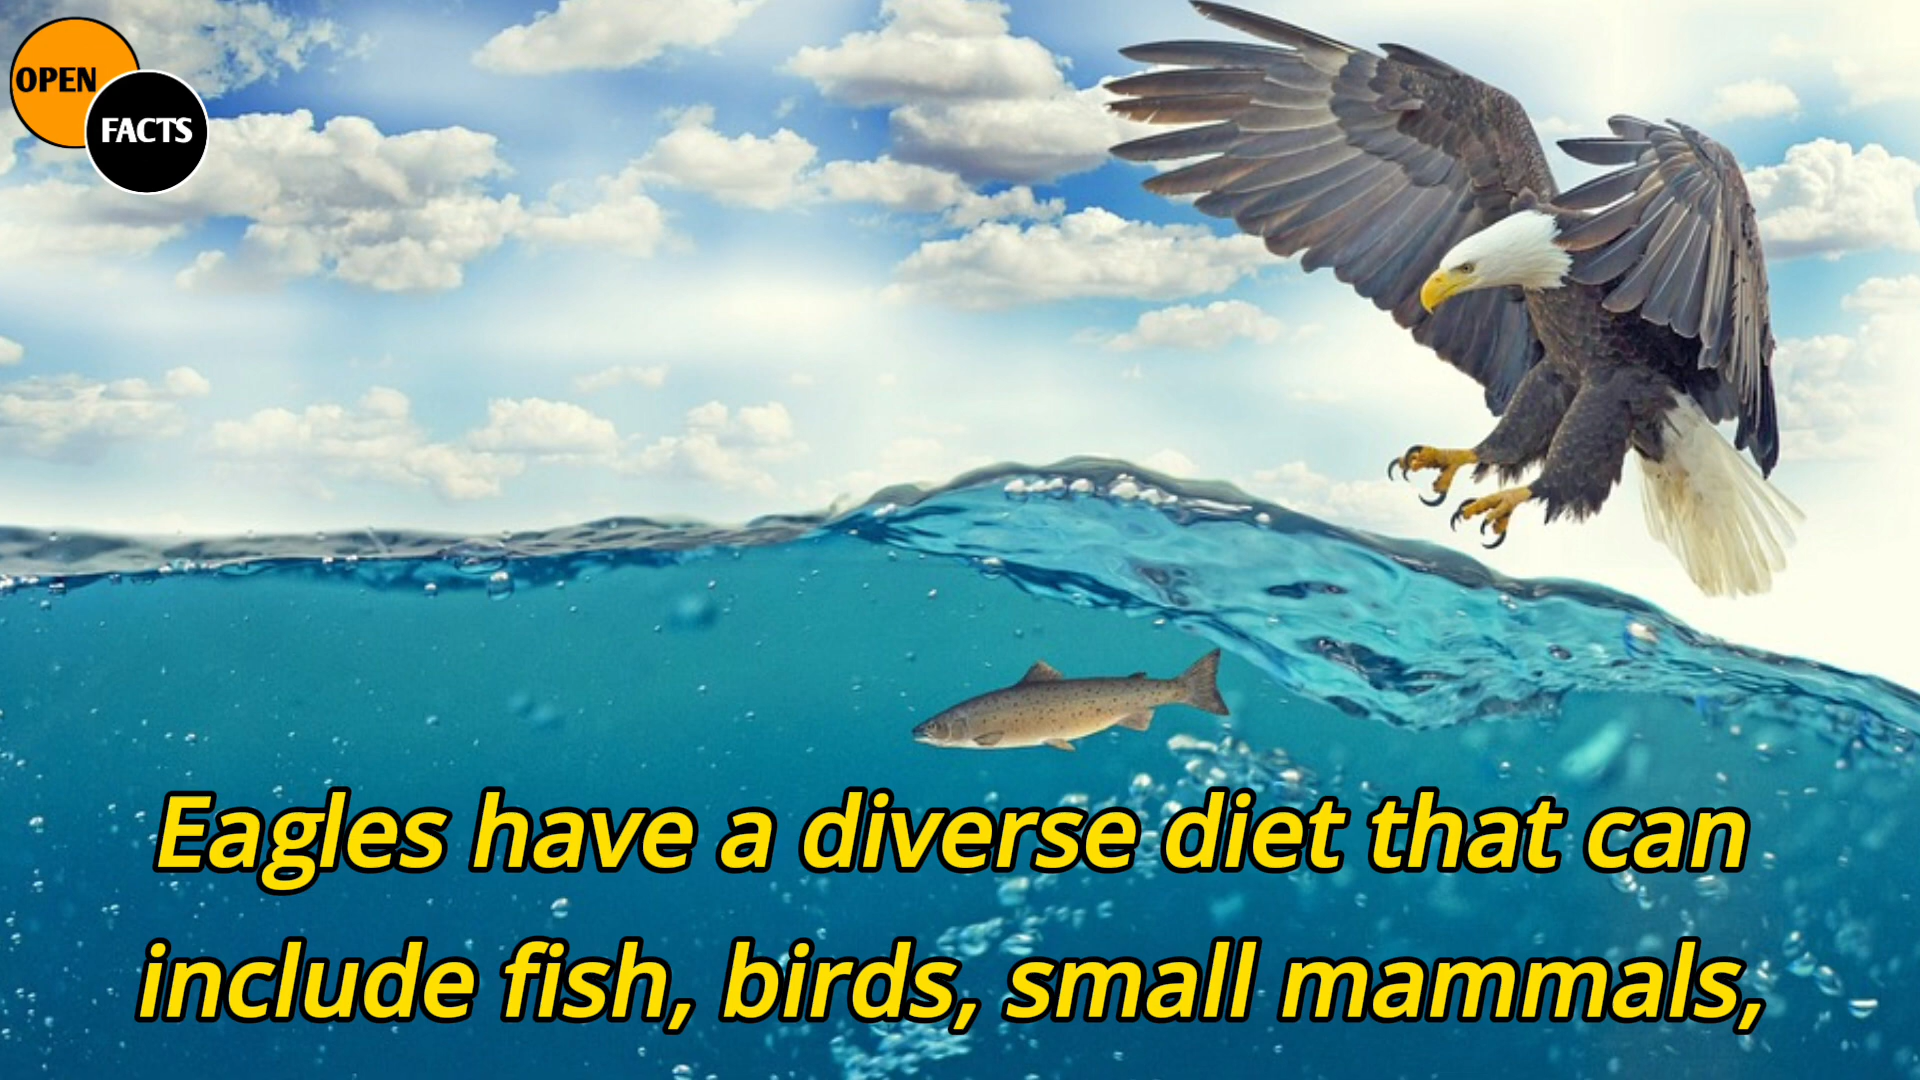 OPEN
FACTS
Eagles have a diverse diet that can
include fish, birds, small mammals,